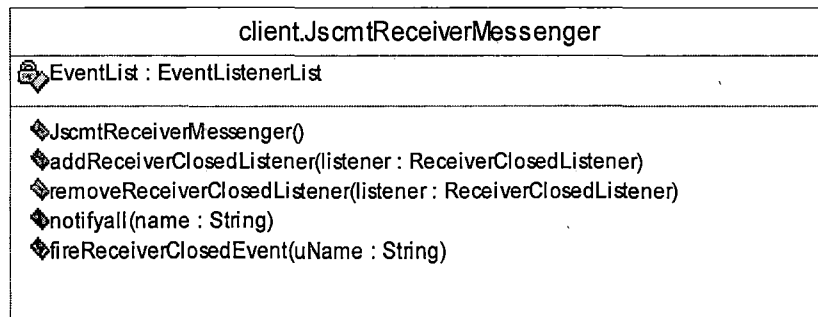 client.JscmtReceiverMessenger
EventList : EventListenerList
JscmtReceiverMessenger()
addReceiverClosedListener(listener : ReceiverClosedListener)
removeReceiverClosedListener(listener : ReceiverClosedListener)
notifyall(name : String)
fireReceiverClosedEvent(uName : String)